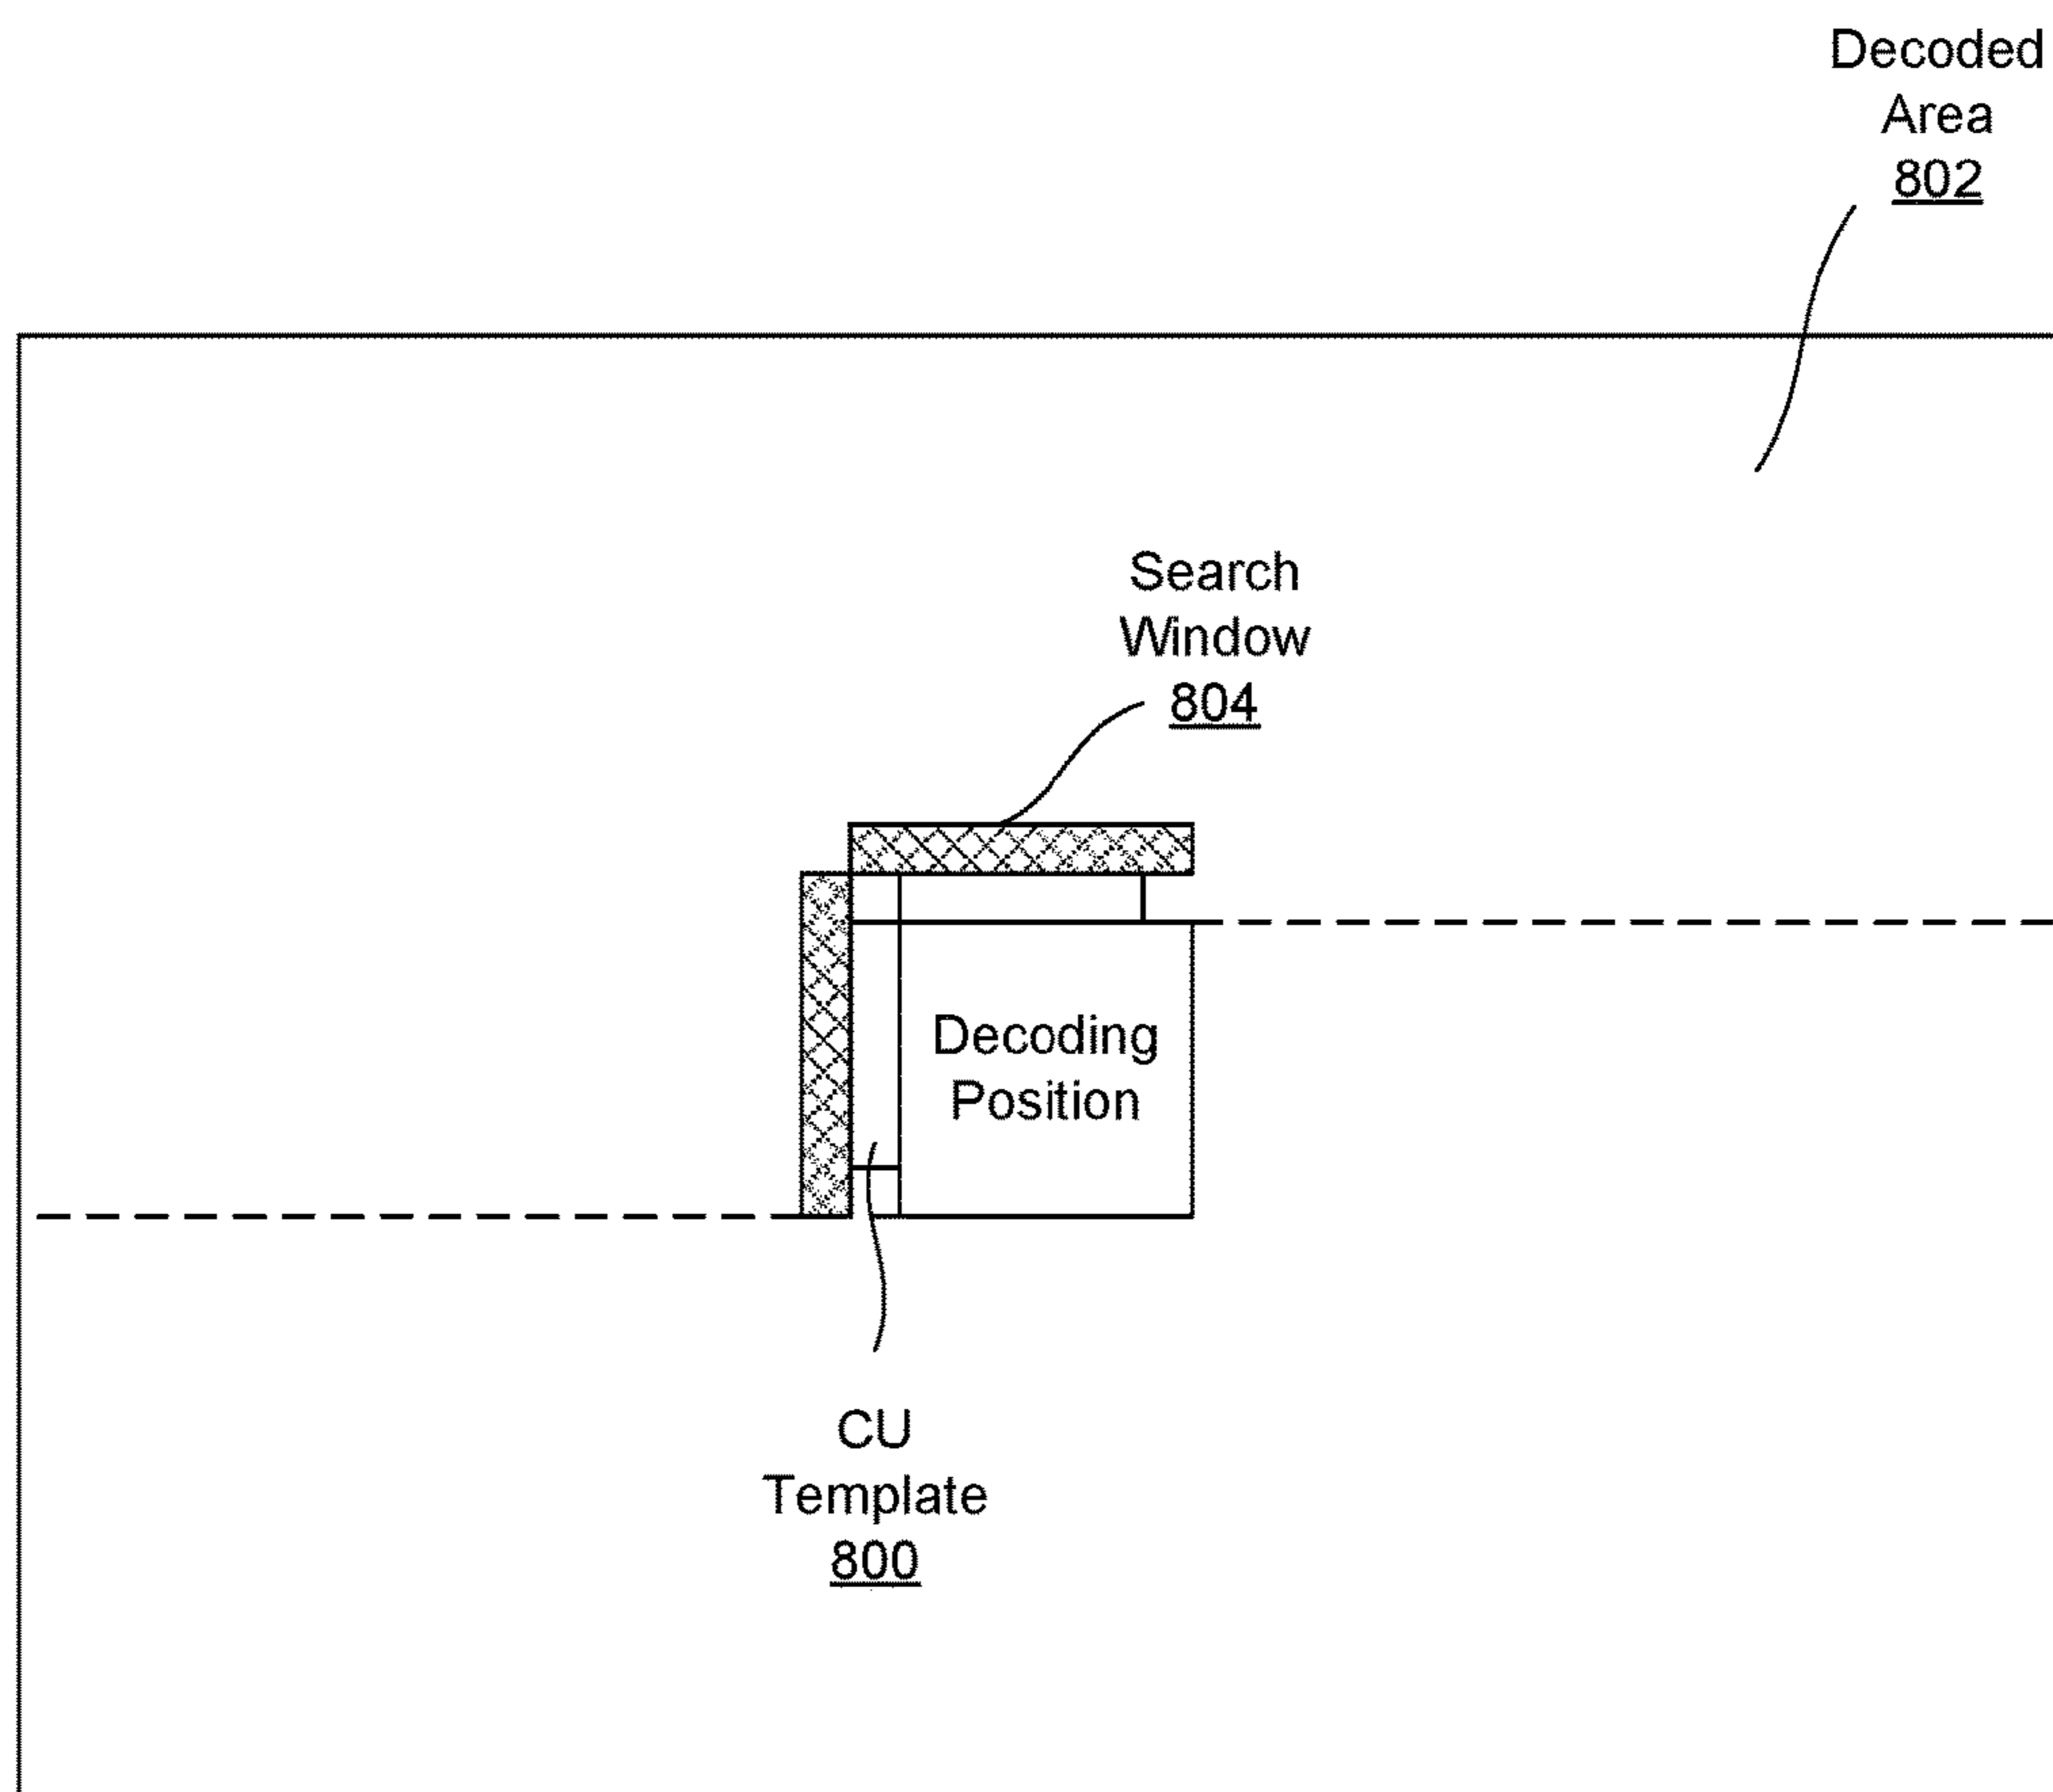 Decoded
Area
802
Search
Window
804
Decoding
Position
CU
Template
800